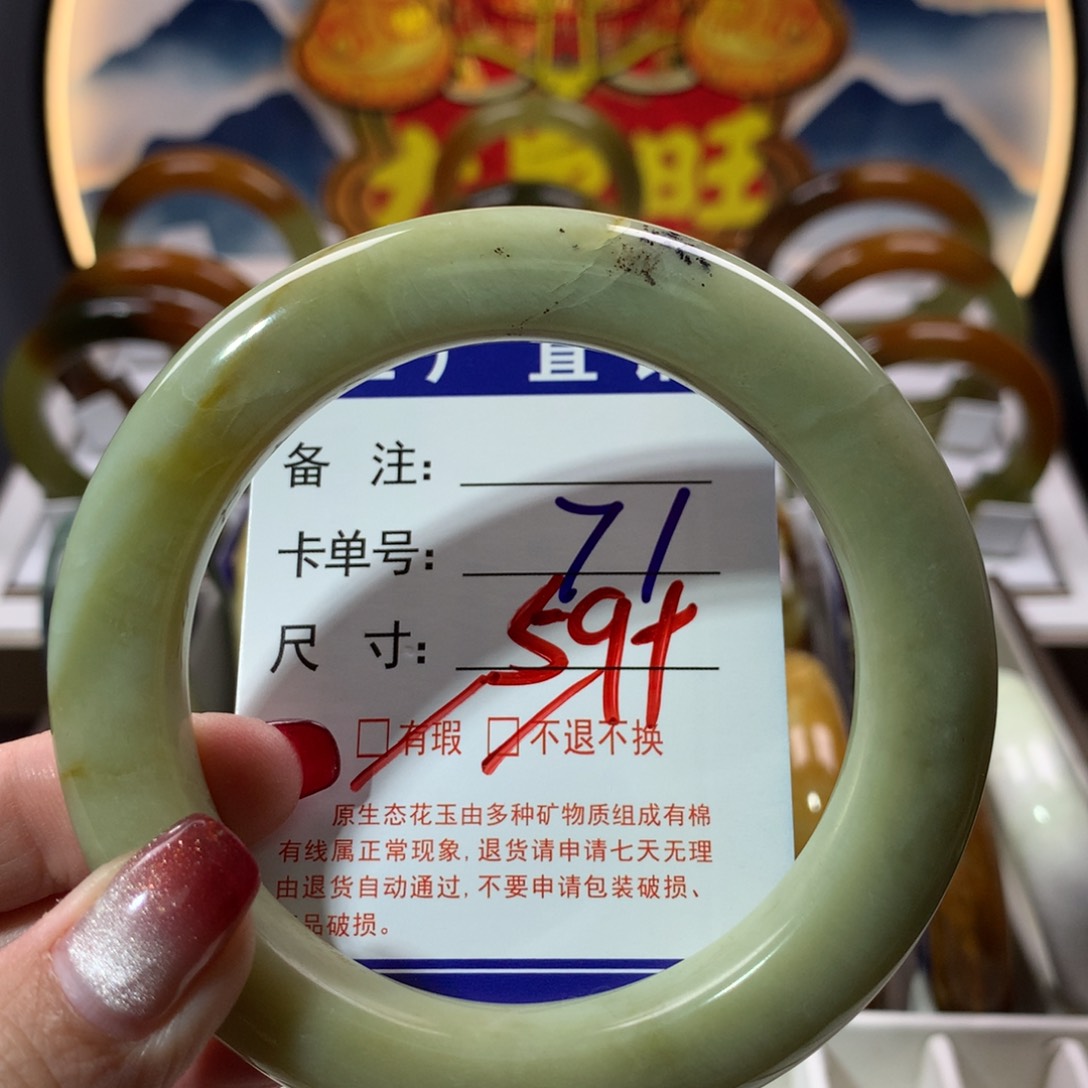 旺
厂直
备 注:
卡单号: 71
尺 寸: 59+
□有瑕 □不退不换
原生态花玉由多种矿物质组成有棉
有线属正常现象,退货请申请七天无理
由退货自动通过,不要申请包装破损、
品破损。